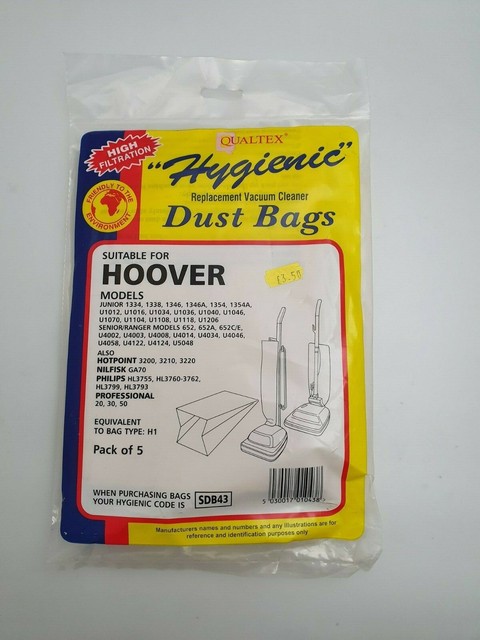 QUALTEX®
HIGH
FILTRATION
"Hygienic"
FRIENDLY TO THE
ENVIRONMENT
Replacement Vacuum Cleaner
Dust Bags
SUITABLE FOR
HOOVER
£3.50
MODELS
JUNIOR 1334, 1338, 1346, 1346A, 1354, 1354A,
U1012, U1016, U1034, U1036, U1040, U1046,
U1070, U1104, U1108, U1118, U1206
SENIOR/RANGER MODELS 652, 652A, 652C/E,
U4002, U4003, U4008, U4014, U4034, U4046,
U4058, U4122, U4124, U5048
ALSO
HOTPOINT 3200, 3210, 3220
NILFISK GA70
PHILIPS HL3755, HL3760-3762,
HL3799, HL3793
PROFESSIONAL
20, 30, 50
EQUIVALENT
TO BAG TYPE: H1
Pack of 5
WHEN PURCHASING BAGS
YOUR HYGIENIC CODE IS SDB43
5 030017 010438
Manufacturers names and numbers and any illustrations are for
reference and identification purposes only